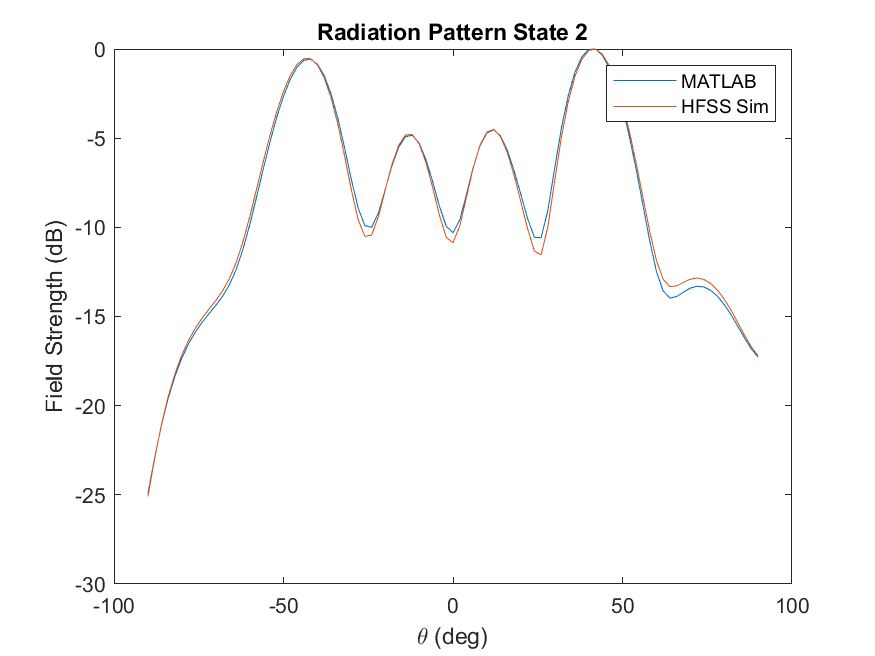 Radiation Pattern State 2
MATLAB
HFSS Sim
0
-5
-10
-15
-20
-25
-30
Field Strength (dB)
-100
-50
0
50
100
θ (deg)